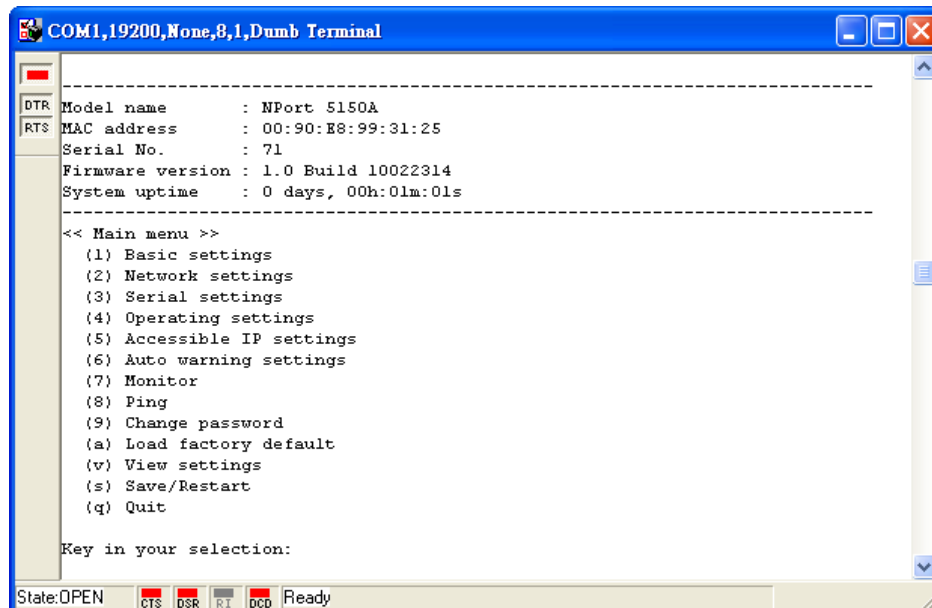 COM1,19200,None,8,1,Dumb Terminal
DTR
RTS
--------------------------------------------------------------------------------
Model name : NPort 5150A
MAC address : 00:90:E8:99:31:25
Serial No. : 71
Firmware version : 1.0 Build 10022314
System uptime : 0 days, 00h:01m:01s
--------------------------------------------------------------------------------
<< Main menu >>
(1) Basic settings
(2) Network settings
(3) Serial settings
(4) Operating settings
(5) Accessible IP settings
(6) Auto warning settings
(7) Monitor
(8) Ping
(9) Change password
(a) Load factory default
(v) View settings
(s) Save/Restart
(q) Quit
Key in your selection:
State:OPEN CTS DSR RI DCD Ready